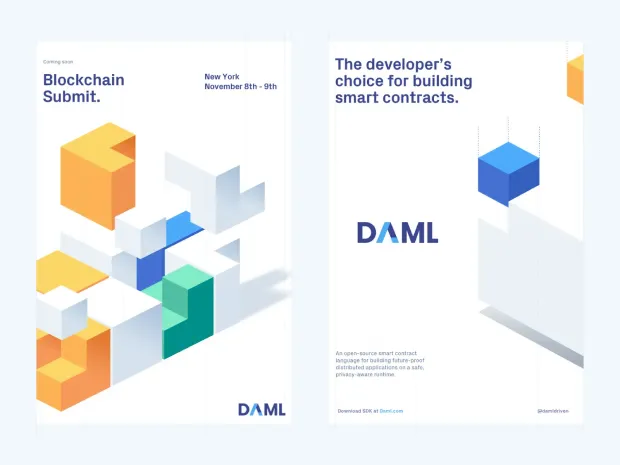 Coming soon
Blockchain
Submit.
New York
November 8th - 9th
DAML
The developer's
choice for building
smart contracts.
DAML
An open-source smart contract
language for building future-proof
distributed applications on a safe,
privacy-aware runtime.
Download SDK at Daml.com
@damldriven